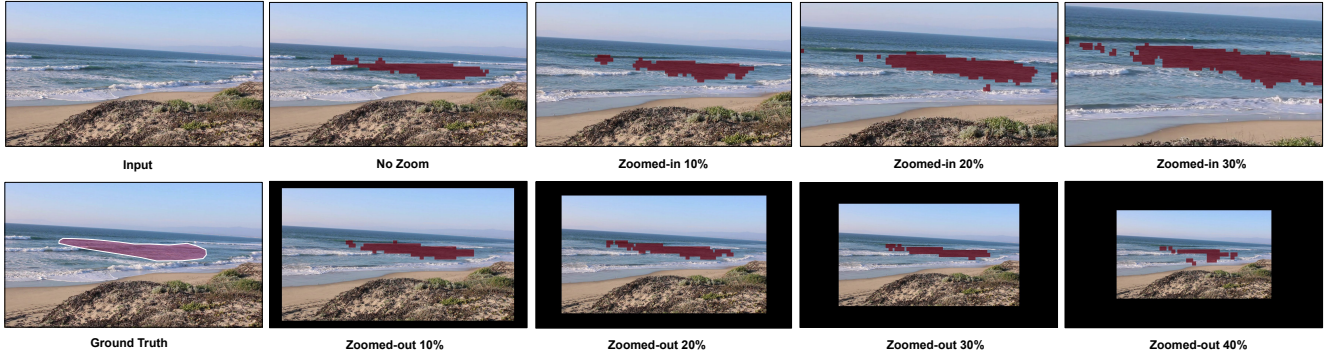 Input
No Zoom
Zoomed-in 10%
Zoomed-in 20%
Zoomed-in 30%
Ground Truth
Zoomed-out 10%
Zoomed-out 20%
Zoomed-out 30%
Zoomed-out 40%